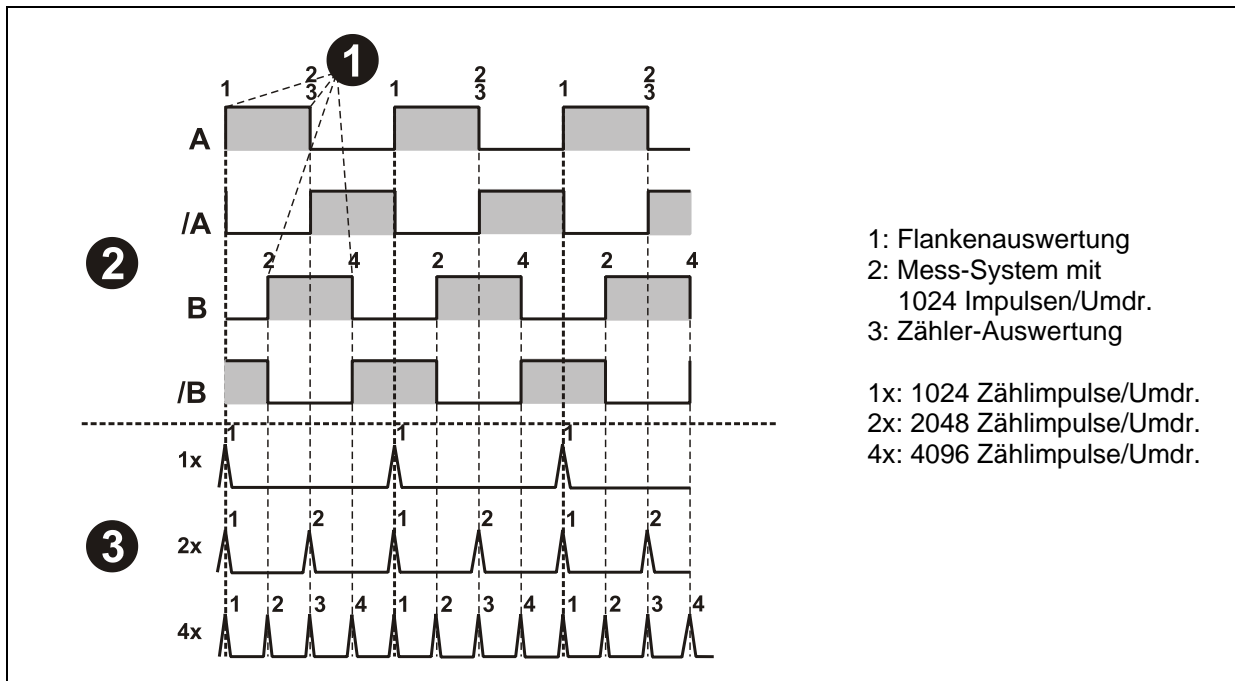 1
1 2 1 2 1 2
3 3 3
A
/A
2
2 4 2 4 2 4
B
/B
1 1 1
1x
3
1 2 1 2 1 2
2x
1 2 3 4 1 2 3 4 1 2 3 4
4x
1: Flankenauswertung
2: Mess-System mit
1024 Impulsen/Umdr.
3: Zähler-Auswertung
1x: 1024 Zählimpulse/Umdr.
2x: 2048 Zählimpulse/Umdr.
4x: 4096 Zählimpulse/Umdr.